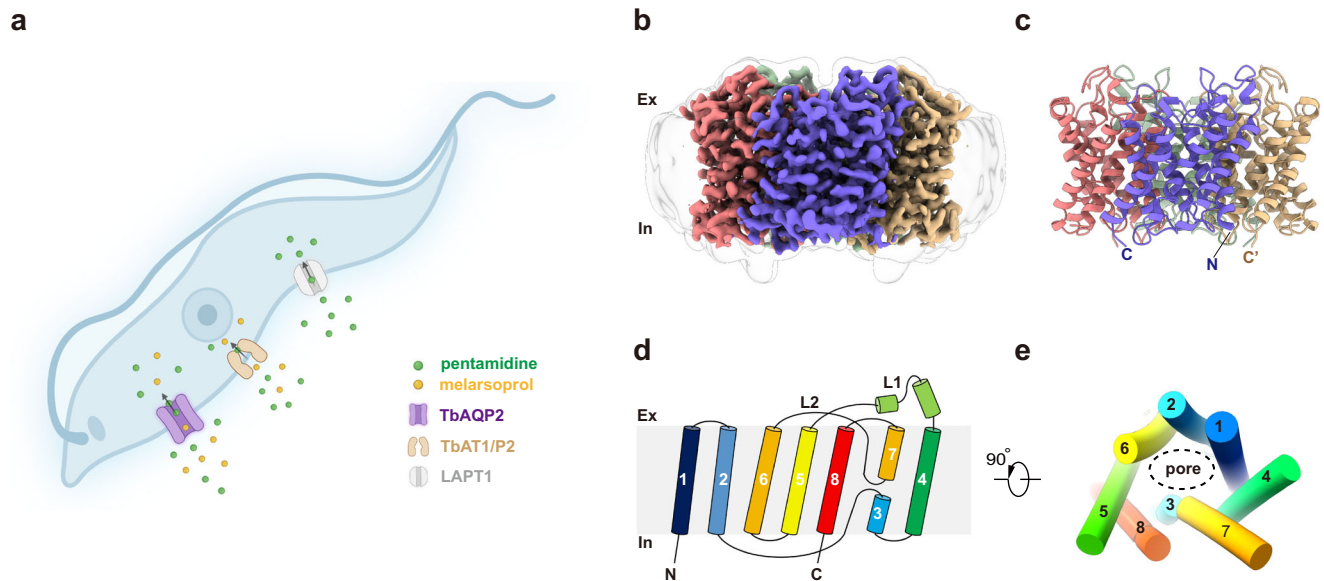 a
pentamidine
melarsoprol
TbAQP2
TbAT1/P2
LAPT1
b
Ex
In
c
C
N
C'
d
L1
L2
Ex
1
2
6
5
8
7
3
4
In
N
C
90°
e
2
1
6
pore
4
3
5
8
7